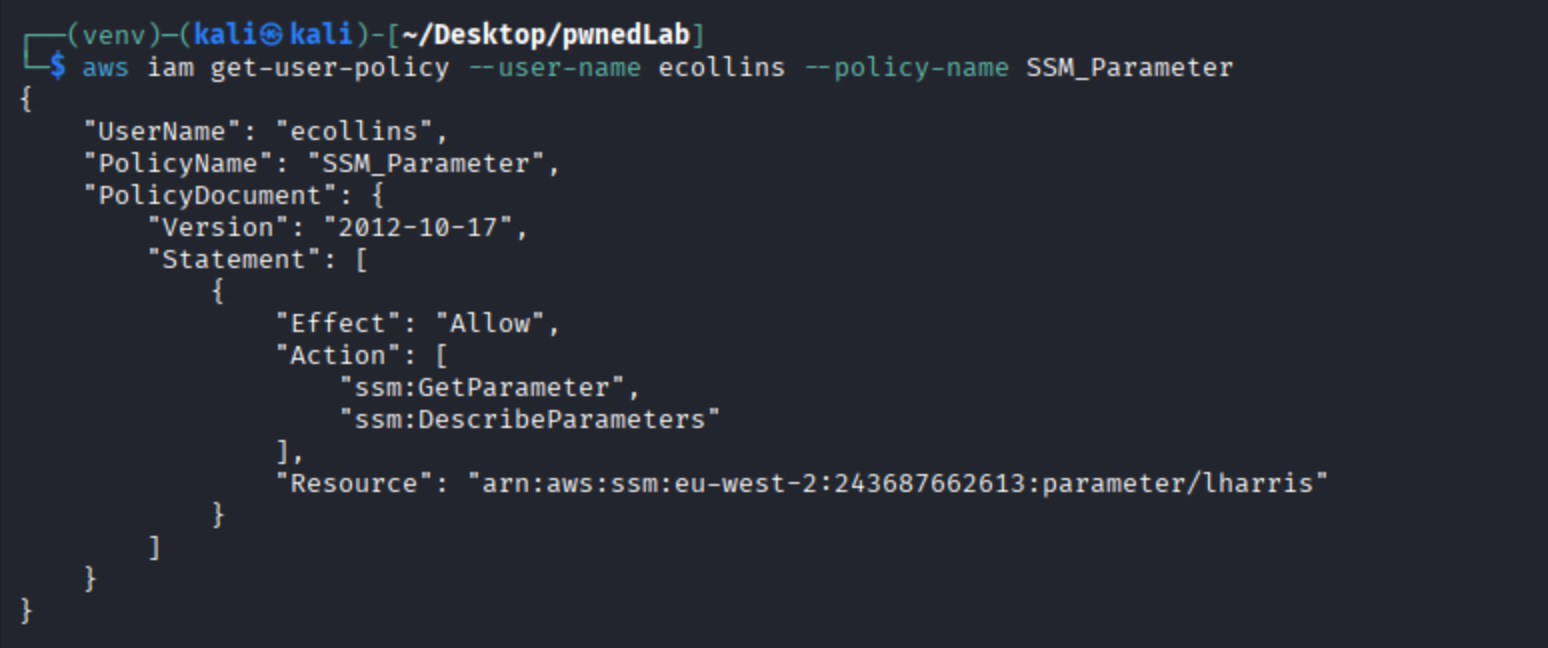 ┌──(venv)─(kali㉿kali)-[~/Desktop/pwnedLab]
└─$ aws iam get-user-policy --user-name ecollins --policy-name SSM_Parameter
{
    "UserName": "ecollins",
    "PolicyName": "SSM_Parameter",
    "PolicyDocument": {
        "Version": "2012-10-17",
        "Statement": [
            {
                "Effect": "Allow",
                "Action": [
                    "ssm:GetParameter",
                    "ssm:DescribeParameters"
                ],
                "Resource": "arn:aws:ssm:eu-west-2:243687662613:parameter/lharris"
            }
        ]
    }
}